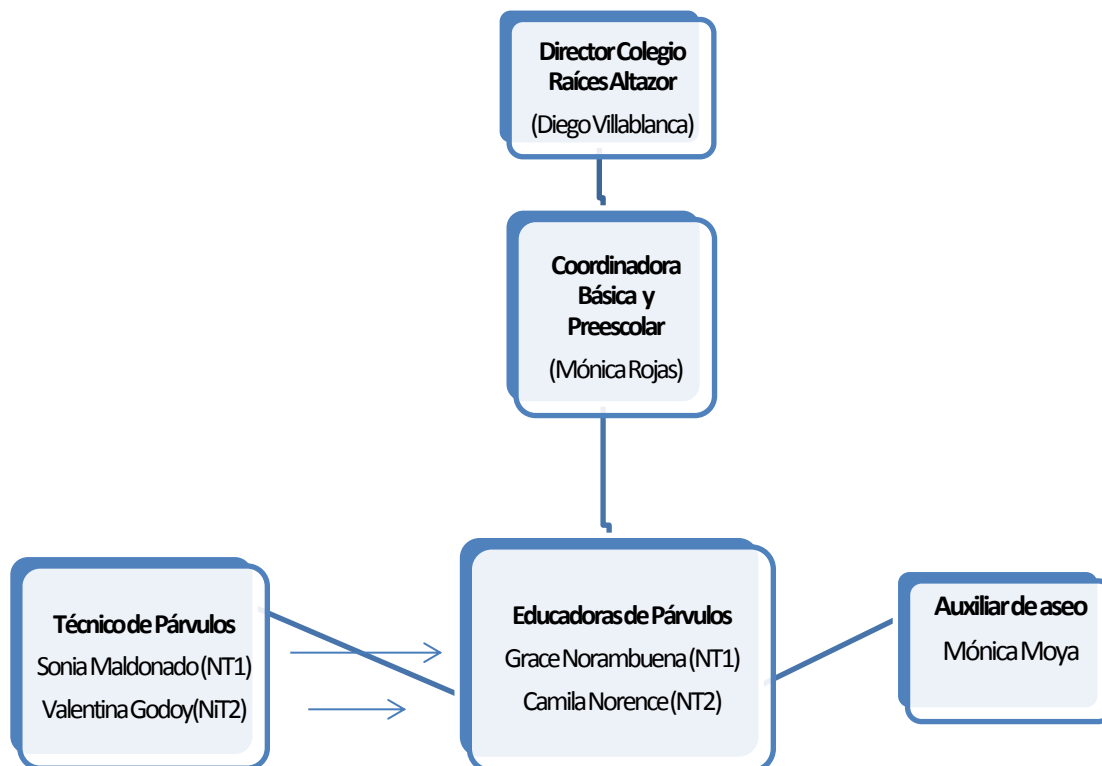 Director Colegio
Raíces Altazor
(Diego Villablanca)
Coordinadora
Básica y
Preescolar
(Mónica Rojas)
Técnico de Párvulos
Sonia Maldonado (NT1)
Valentina Godoy(NiT2)
Educadoras de Párvulos
Grace Norambuena (NT1)
Camila Norence (NT2)
Auxiliar de aseo
Mónica Moya